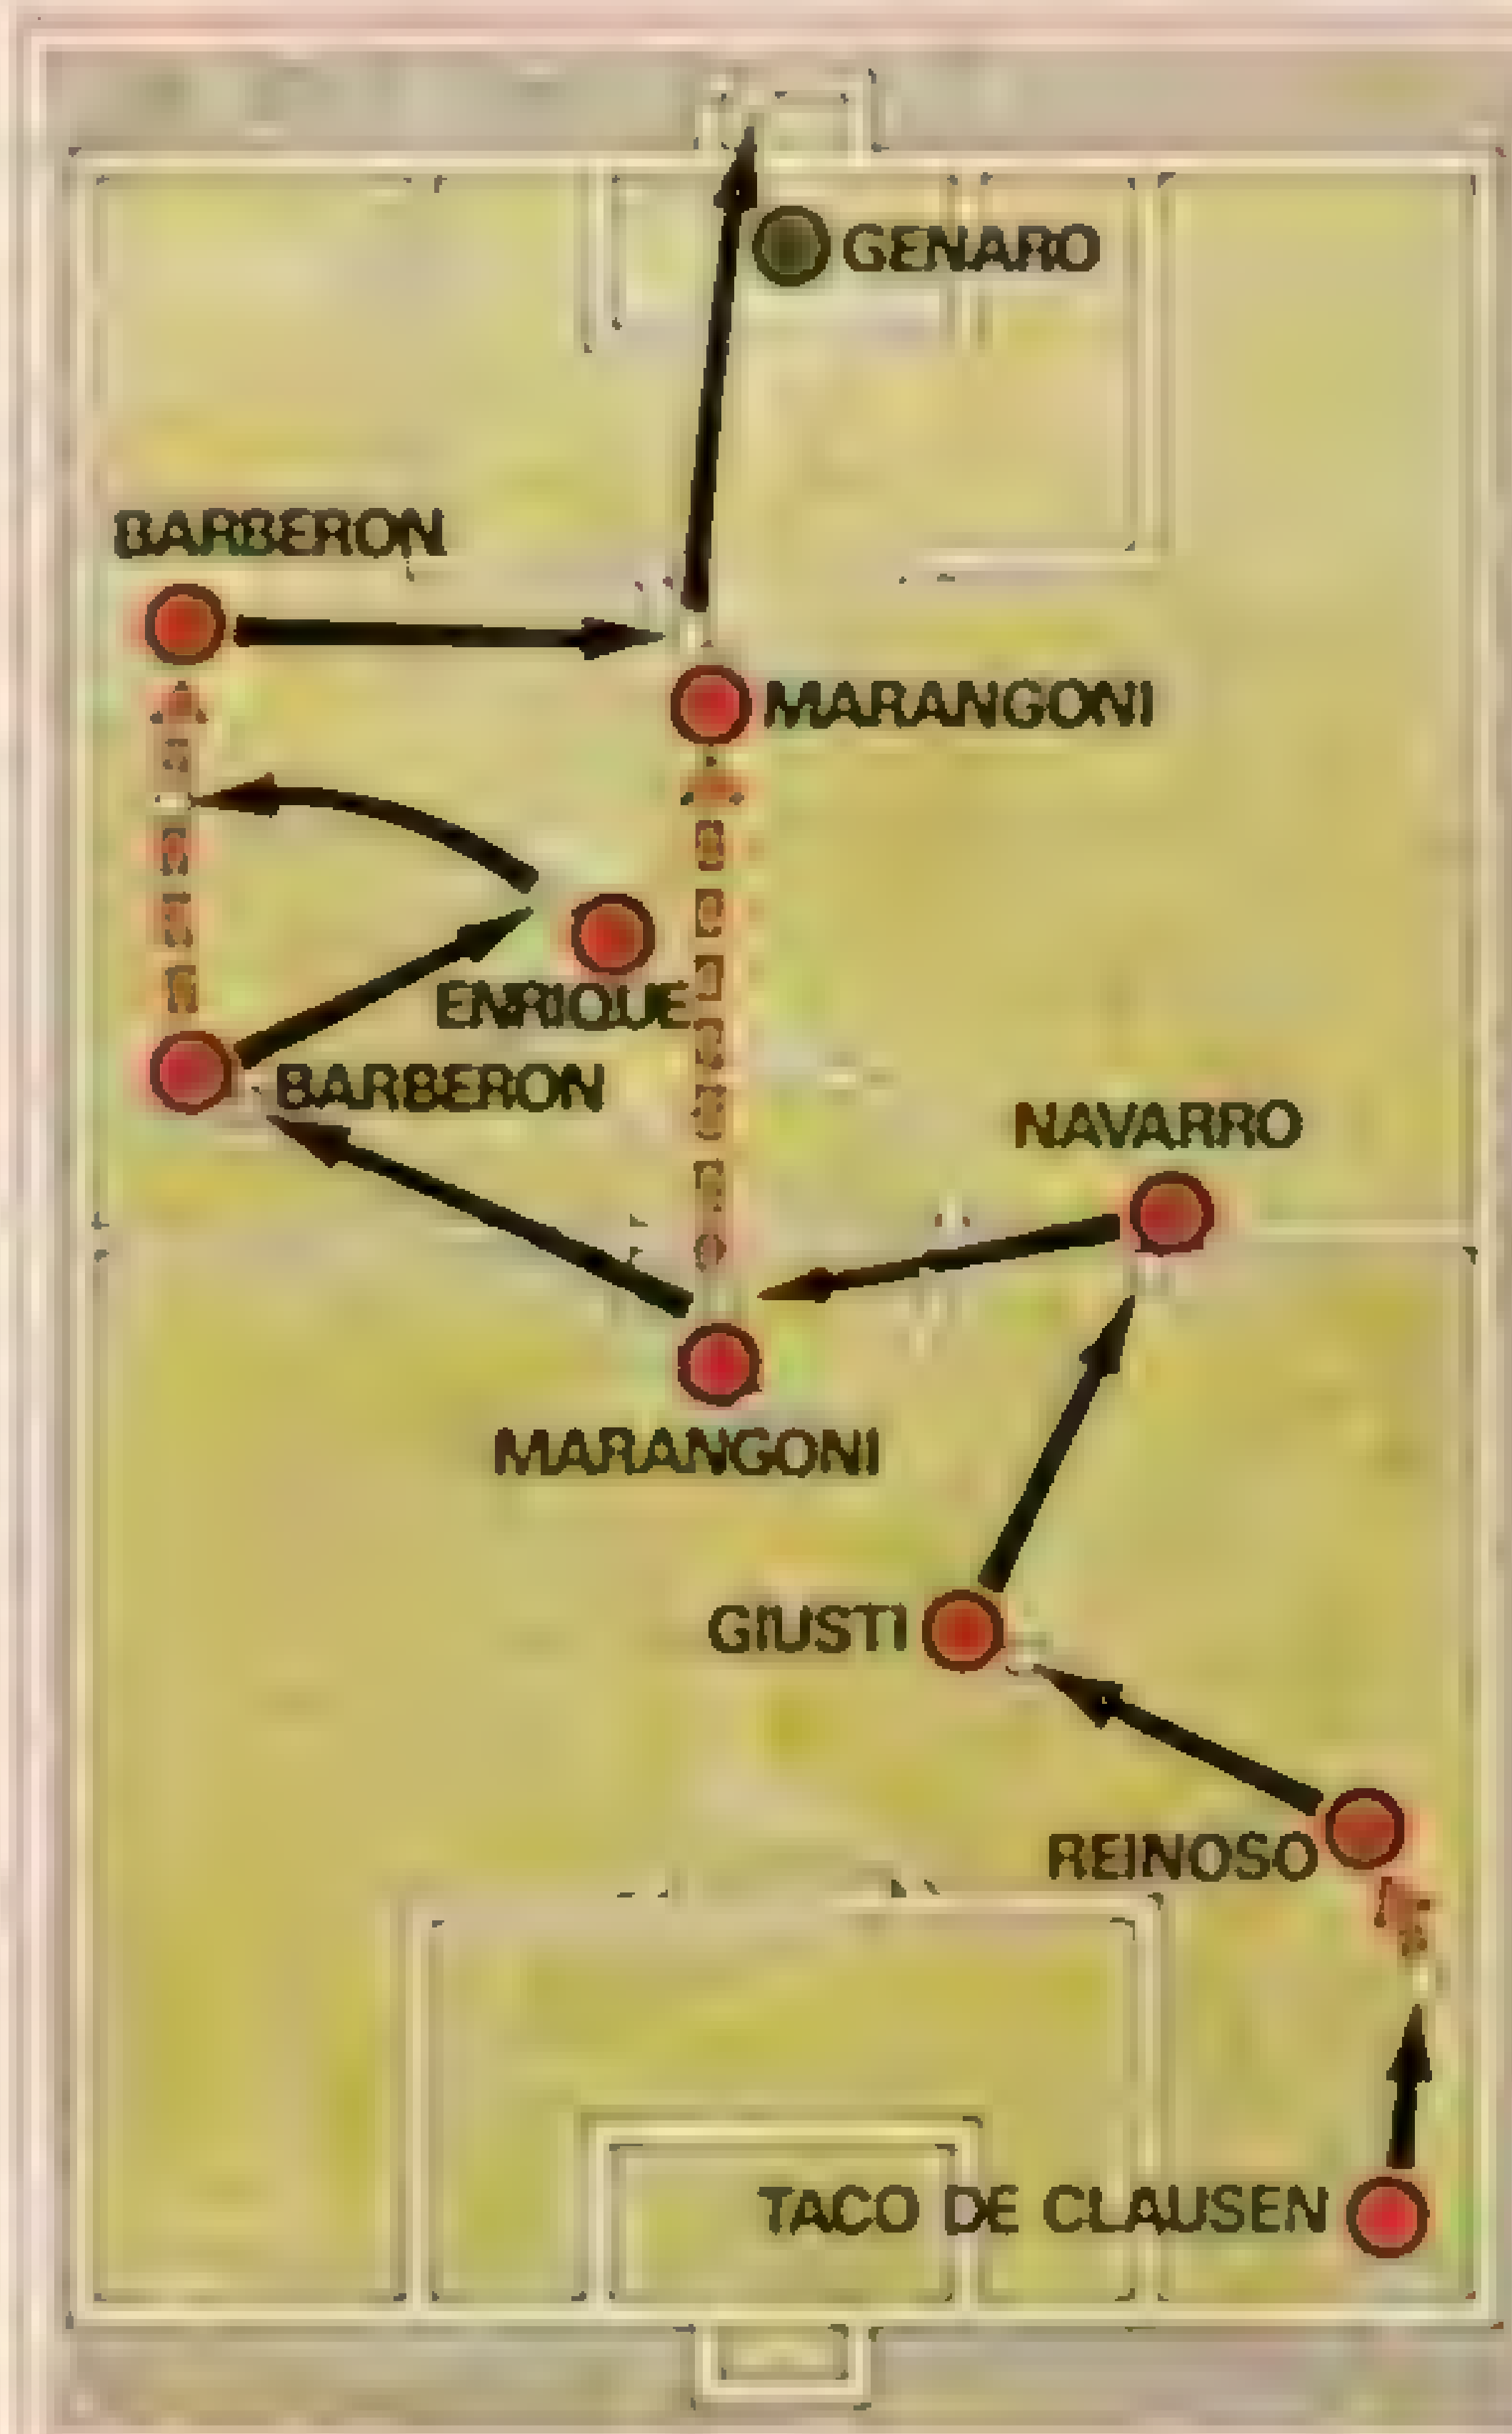 GENARO
BARBERON
MARANGONI
ENRIQUE
BARBERON
NAVARRO
MARANGONI
GIUSTI
REINOSO
TACO DE CLAUSEN